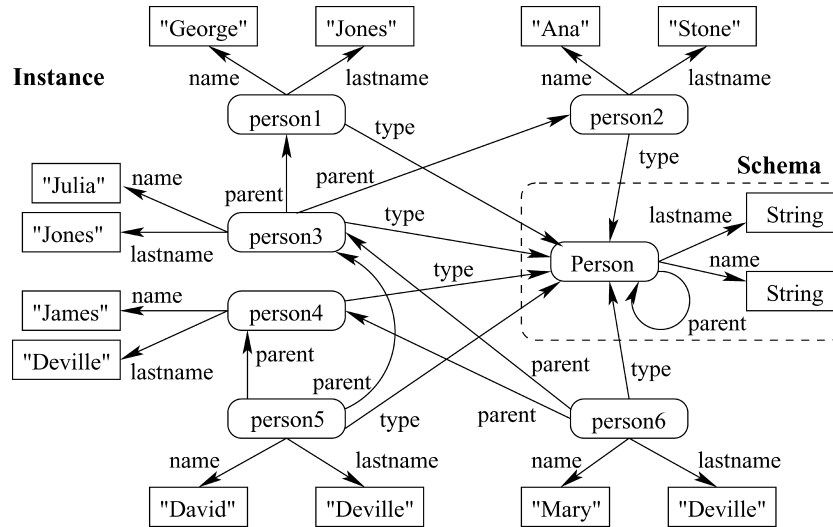 "George" "Jones" "Ana" "Stone"
Instance name lastname name lastname
person1 person2
type type
Schema
"Julia" name parent parent lastname String
"Jones" person3 type Person
lastname name
type String
"James" name person4 parent
"Deville" parent
lastname parent parent type
person5 type parent person6
name lastname name lastname
"David" "Deville" "Mary" "Deville"